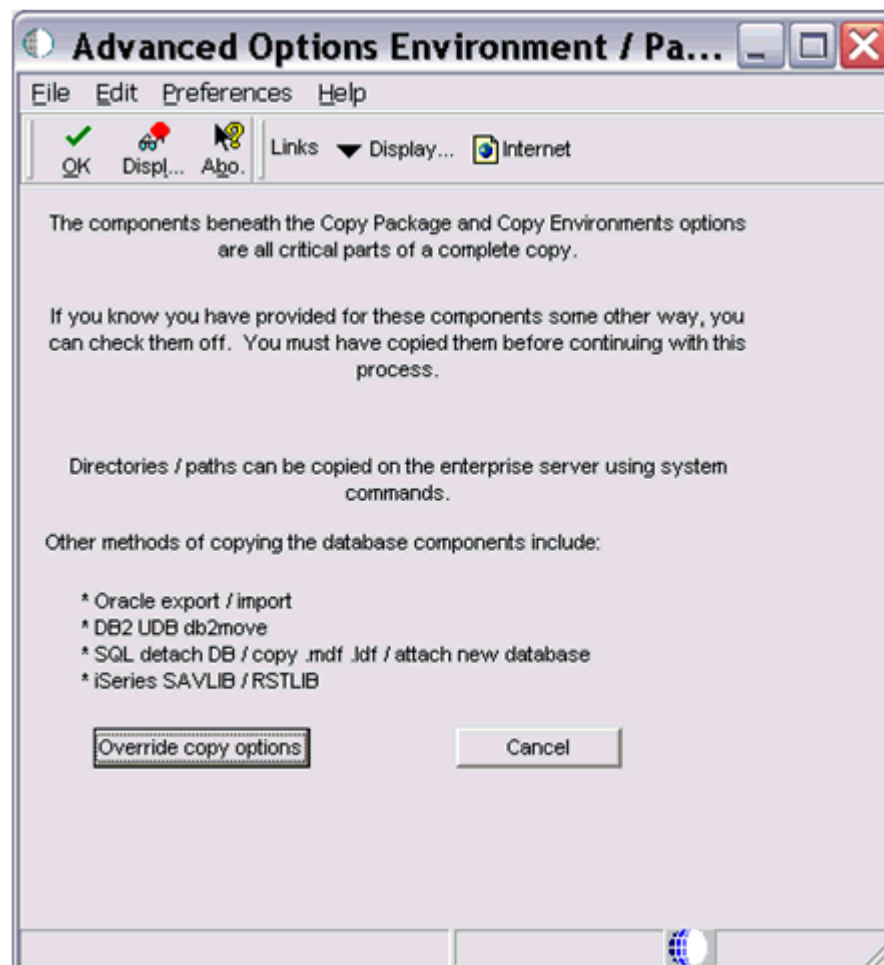 Advanced Options Environment / Pa...
File Edit Preferences Help
OK Displ... Abo. Links Display... Internet
The components beneath the Copy Package and Copy Environments options
are all critical parts of a complete copy.
If you know you have provided for these components some other way, you
can check them off. You must have copied them before continuing with this
process.
Directories / paths can be copied on the enterprise server using system
commands.
Other methods of copying the database components include:
* Oracle export / import
* DB2 UDB db2move
* SQL detach DB / copy .mdf .ldf / attach new database
* iSeries SAVLIB / RSTLIB
Override copy options Cancel